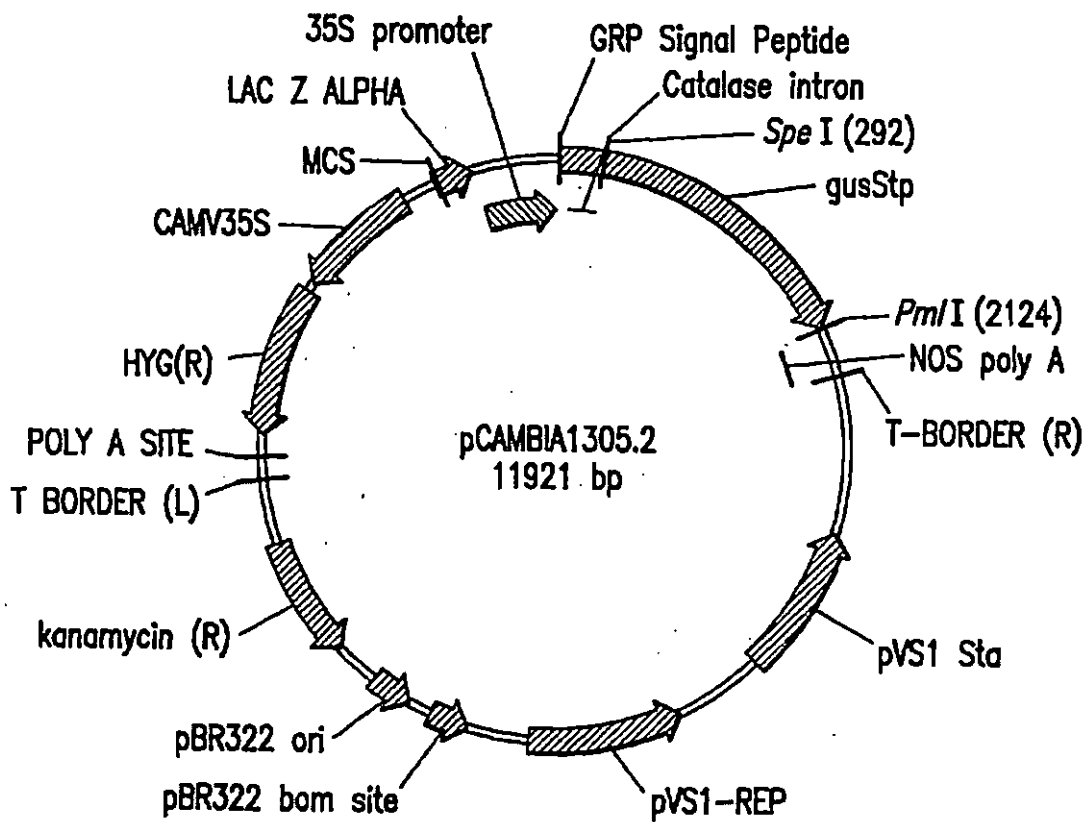 35S promoter
GRP Signal Peptide
LAC Z ALPHA
Catalase intron
MCS
Spe I (292)
gusStp
CAMV35S
PmlI (2124)
HYG(R)
NOS poly A
T-BORDER (R)
POLY A SITE
pCAMBIA1305.2
11921 bp
T BORDER (L)
kanamycin (R)
pVS1 Sta
pBR322 ori
pBR322 bom site
pVS1-REP